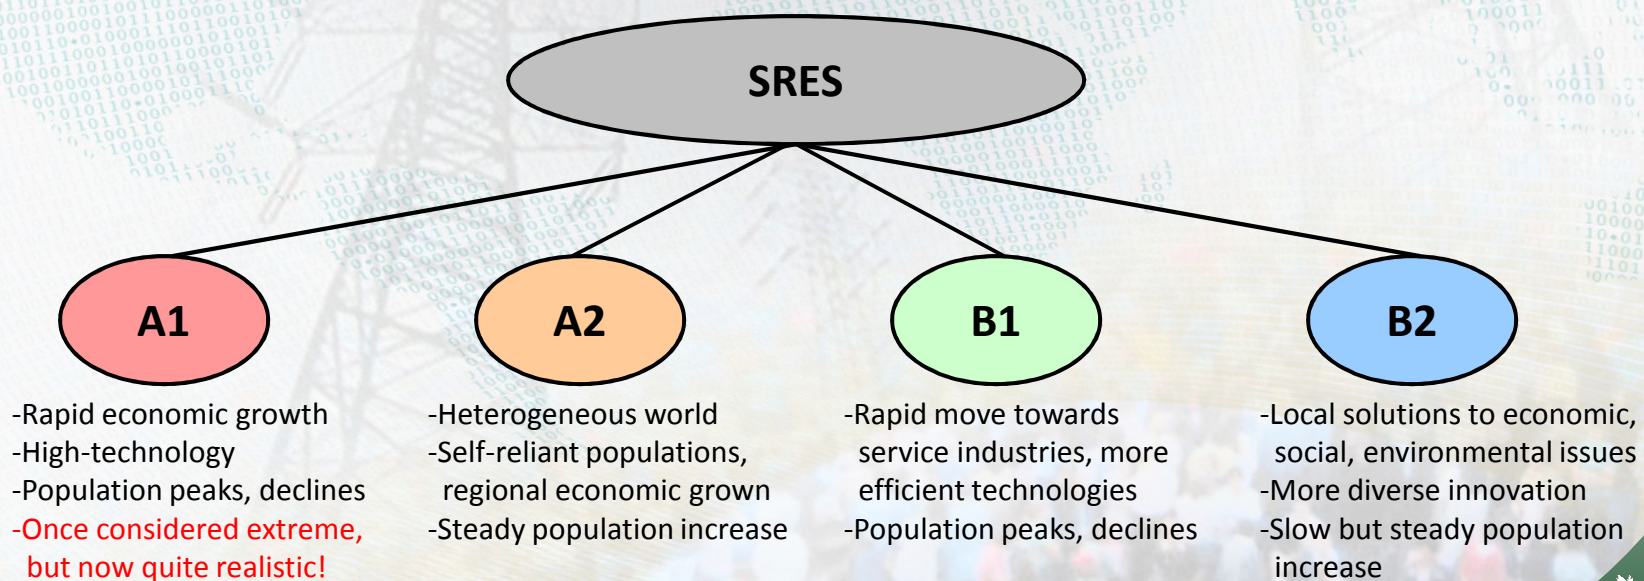 SRES
A1
A2
B1
B2
-Rapid economic growth
-High-technology
-Population peaks, declines
-Once considered extreme,
but now quite realistic!
-Heterogeneous world
-Self-reliant populations,
regional economic grown
-Steady population increase
-Rapid move towards
service industries, more
efficient technologies
-Population peaks, declines
-Local solutions to economic,
social, environmental issues
-More diverse innovation
-Slow but steady population
increase